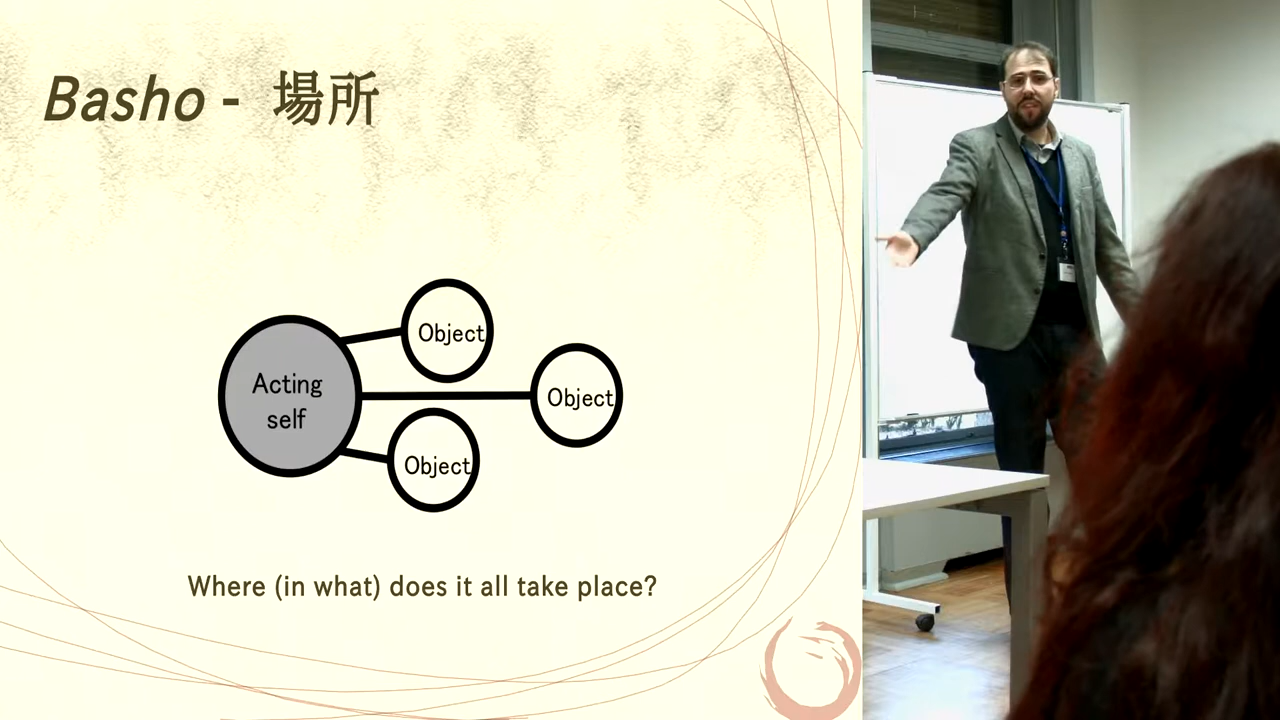 Basho - 場所
Object
Acting
self
Object
Object
Where (in what) does it all take place?